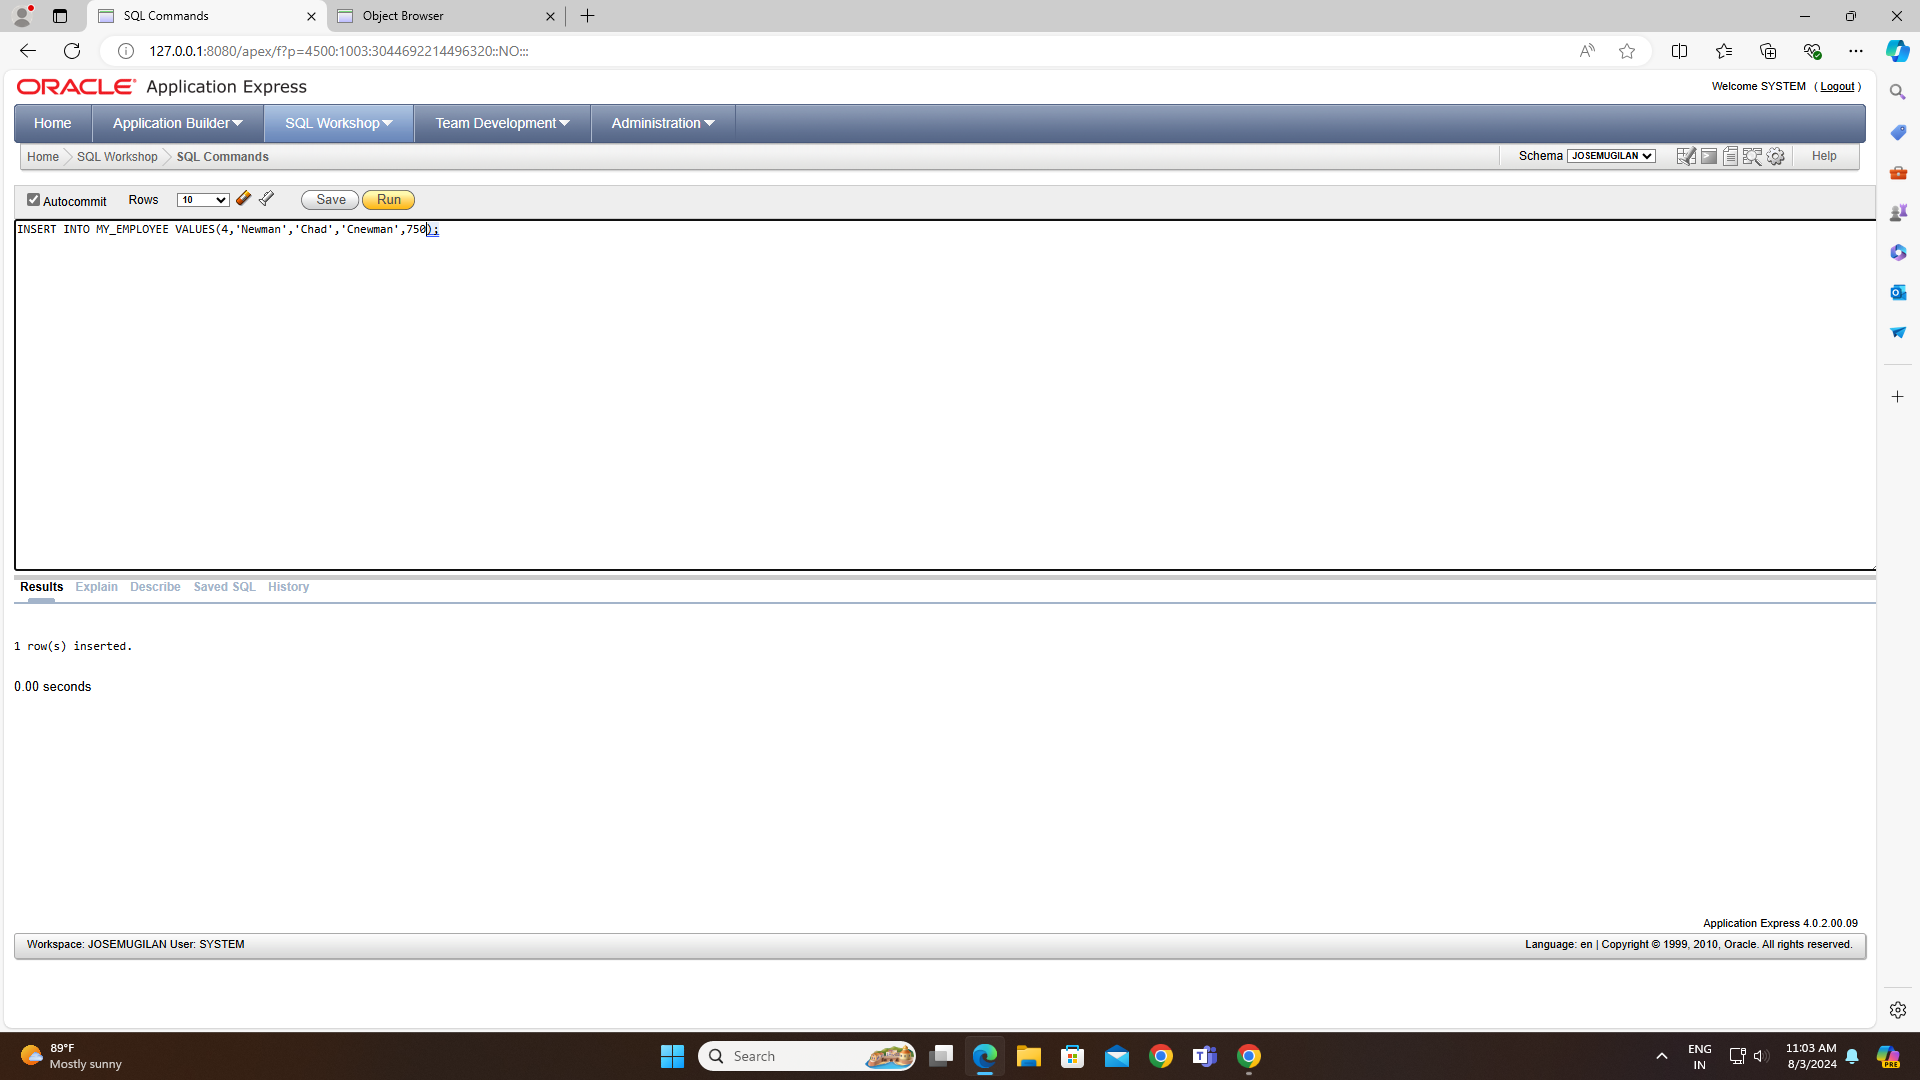 SQL Commands
Object Browser
127.0.0.1:8080/apex/f?p=4500:1003:3044692214496320::NO:::
ORACLE Application Express
Welcome SYSTEM ( Logout )
Home Application Builder SQL Workshop Team Development Administration
Home SQL Workshop SQL Commands
Schema JOSEMUGILAN Help
Autocommit Rows 10 Save Run
INSERT INTO MY_EMPLOYEE VALUES(4,'Newman','Chad','Cnewman',750);
Results Explain Describe Saved SQL History
1 row(s) inserted.
0.00 seconds
Application Express 4.0.2.00.09
Workspace: JOSEMUGILAN User: SYSTEM
Language: en | Copyright © 1999, 2010, Oracle. All rights reserved.
89°F
Mostly sunny
Search
ENG
IN
11:03 AM
8/3/2024
PRE